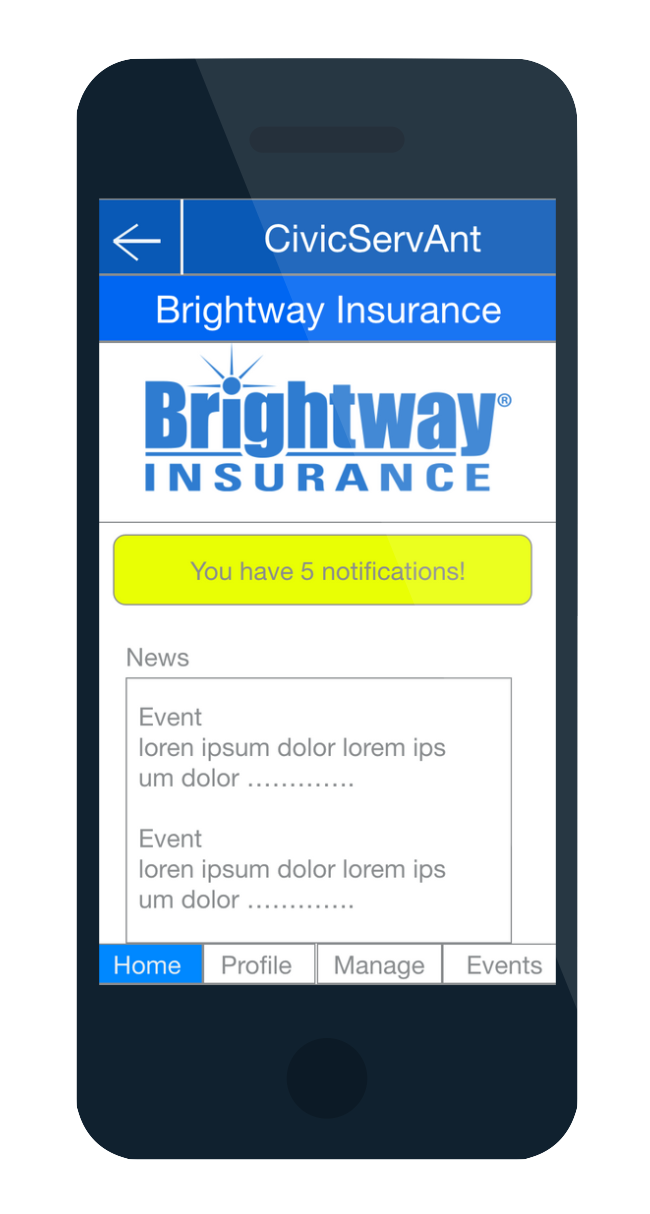 CivicServAnt
Brightway Insurance
Brightway®
INSURANCE
You have 5 notifications!
News
Event
loren ipsum dolor lorem ips
um dolor ………….
Event
loren ipsum dolor lorem ips
um dolor ………….
Home Profile Manage Events